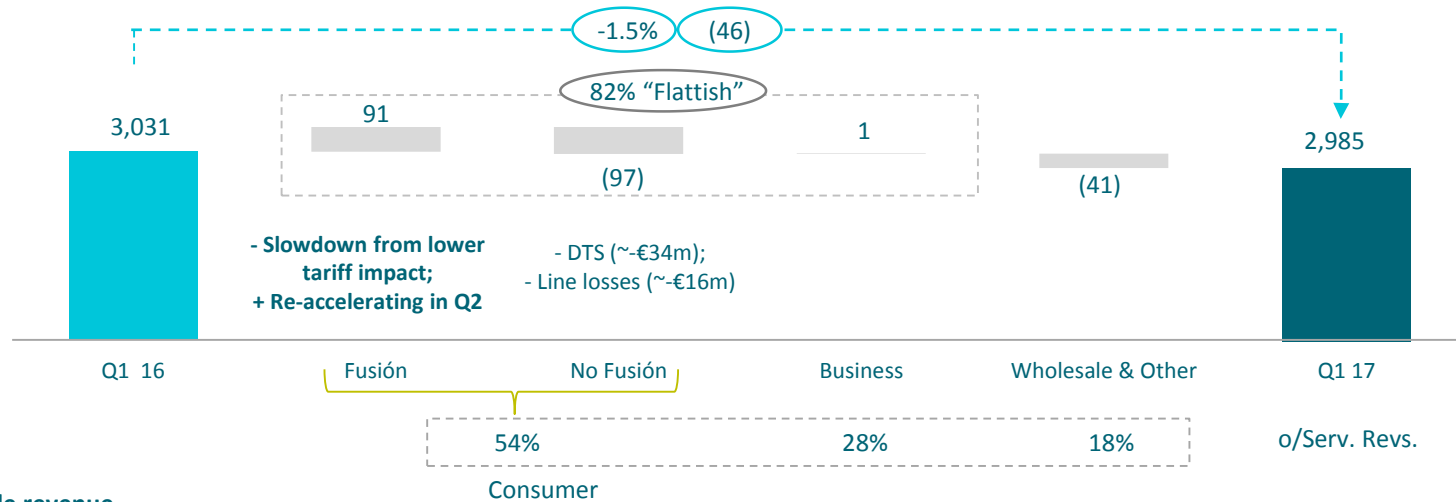 -1.5%
(46)
82% “Flattish”
3,031
91
(97)
1
(41)
2,985
- Slowdown from lower
tariff impact;
+ Re-accelerating in Q2
- DTS (~-€34m);
- Line losses (~-€16m)
Q1 16
Fusión
No Fusión
Business
Wholesale & Other
Q1 17
54%
28%
18%
o/Serv. Revs.
Consumer